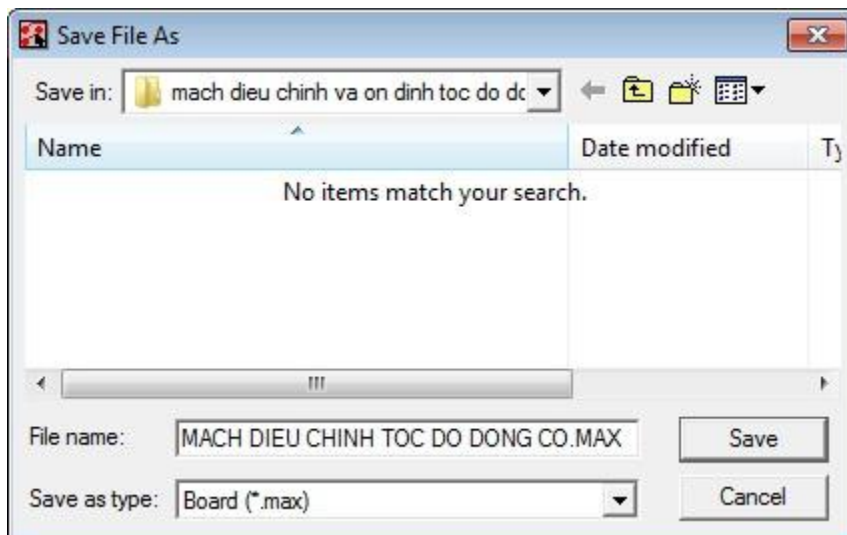 Save File As
Save in: mach dieu chinh va on dinh toc do dc
Name Date modified Ty
No items match your search.
File name: MACH DIEU CHINH TOC DO DONG CO.MAX Save
Save as type: Board (*.max) Cancel